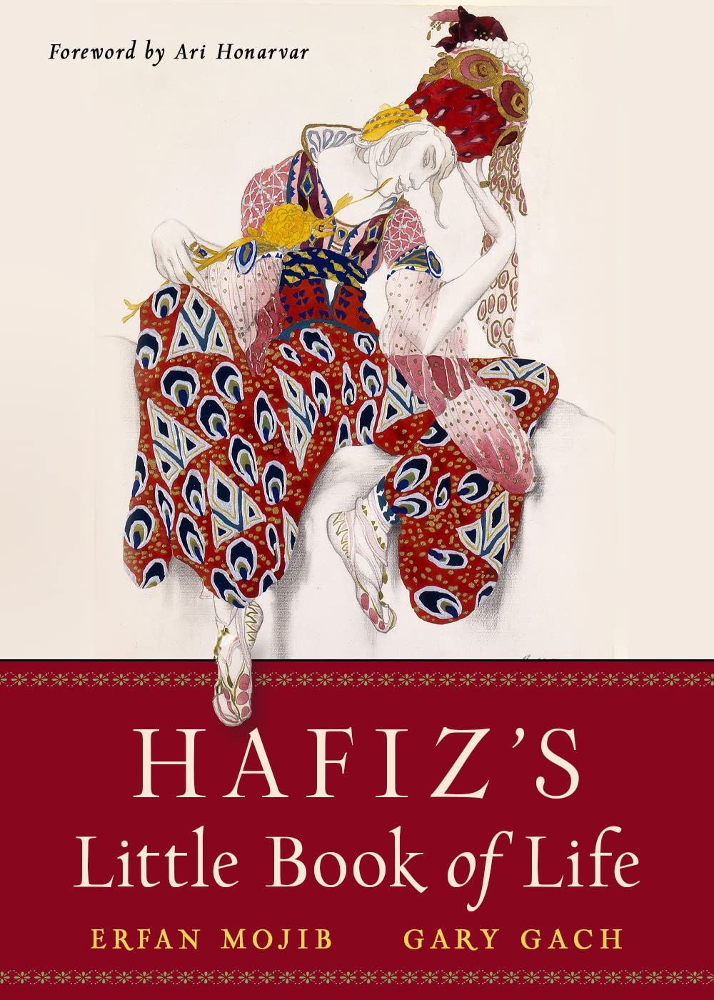 Foreword by Ari Honarvar
HAFIZ'S
Little Book of Life
ERFAN MOJIB GARY GACH